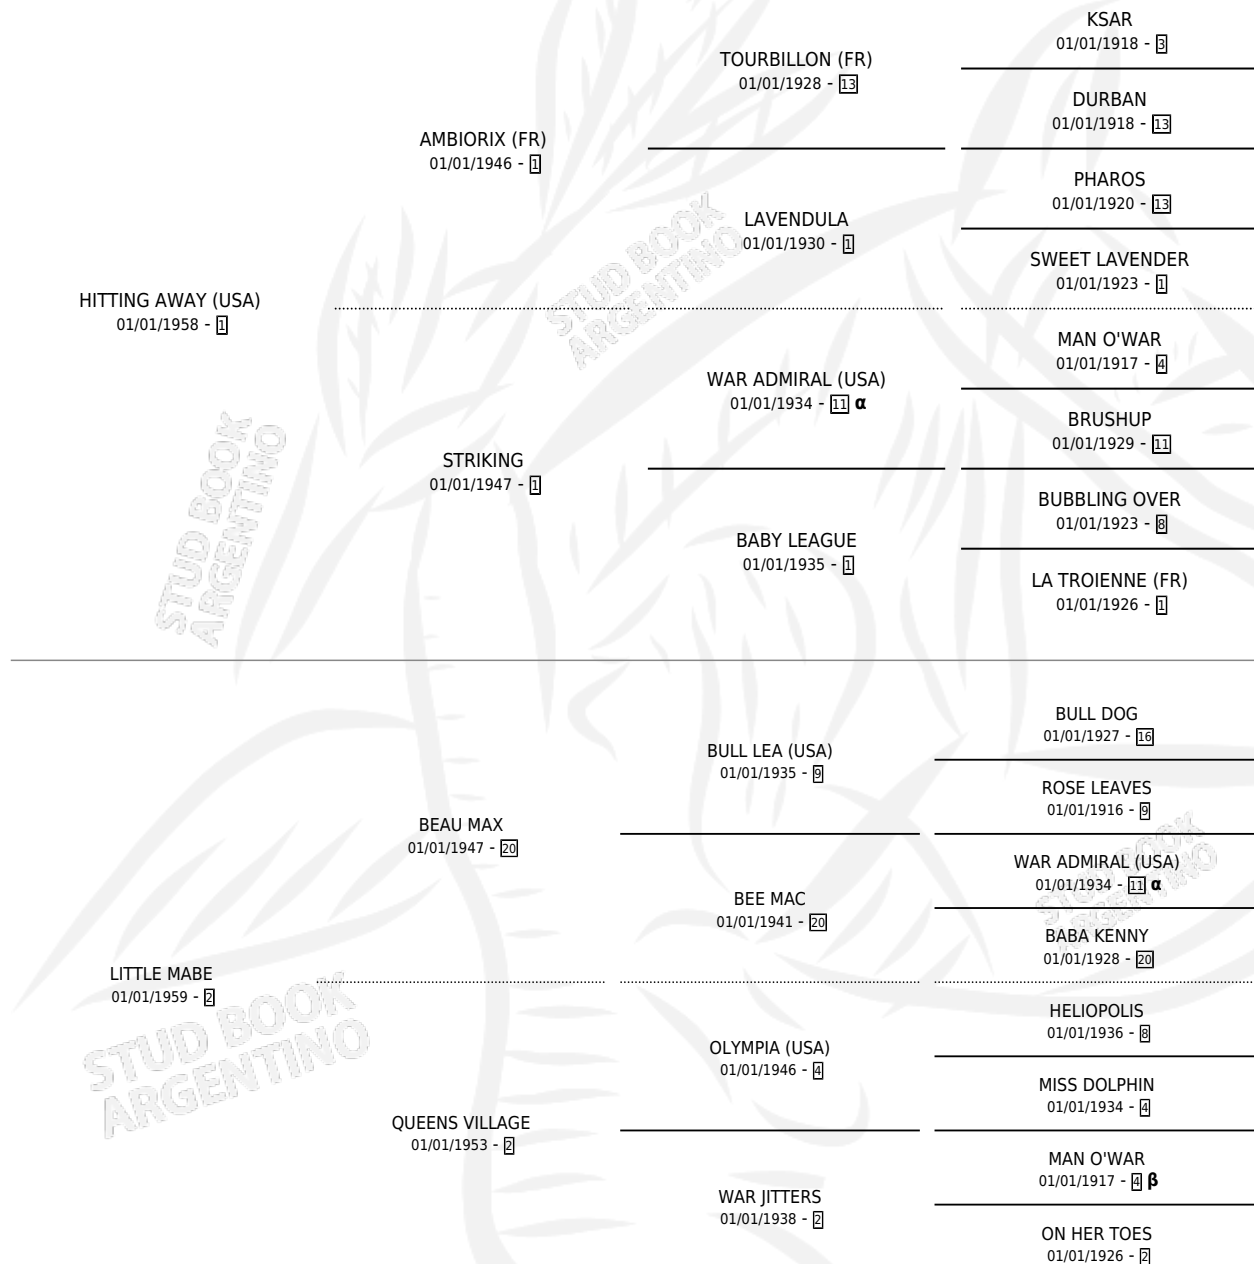 KSAR
01/01/1918 - 3
TOURBILLON (FR)
01/01/1928 - 13
DURBAN
01/01/1918 - 13
AMBIORIX (FR)
01/01/1946 - 1
PHAROS
01/01/1920 - 13
LAVENDULA
01/01/1930 - 1
SWEET LAVENDER
01/01/1923 - 1
HITTING AWAY (USA)
01/01/1958 - 1
STUD BOOK
ARGENTINO
MAN O'WAR
01/01/1917 - 4
WAR ADMIRAL (USA)
01/01/1934 - 11 α
BRUSHUP
01/01/1929 - 11
STRIKING
01/01/1947 - 1
BUBBLING OVER
01/01/1923 - 8
BABY LEAGUE
01/01/1935 - 1
LA TROIENNE (FR)
01/01/1926 - 1
STUD BOOK
ARGENTINO
BULL DOG
01/01/1927 - 16
BULL LEA (USA)
01/01/1935 - 9
ROSE LEAVES
01/01/1916 - 9
BEAU MAX
01/01/1947 - 20
WAR ADMIRAL (USA)
01/01/1934 - 11 α
BEE MAC
01/01/1941 - 20
BABA KENNY
01/01/1928 - 20
STUD BOOK
ARGENTINO
LITTLE MABE
01/01/1959 - 2
HELIOPOLIS
01/01/1936 - 8
OLYMPIA (USA)
01/01/1946 - 4
MISS DOLPHIN
01/01/1934 - 4
STUD BOOK
ARGENTINO
QUEENS VILLAGE
01/01/1953 - 2
MAN O'WAR
01/01/1917 - 4 β
WAR JITTERS
01/01/1938 - 2
ON HER TOES
01/01/1926 - 2